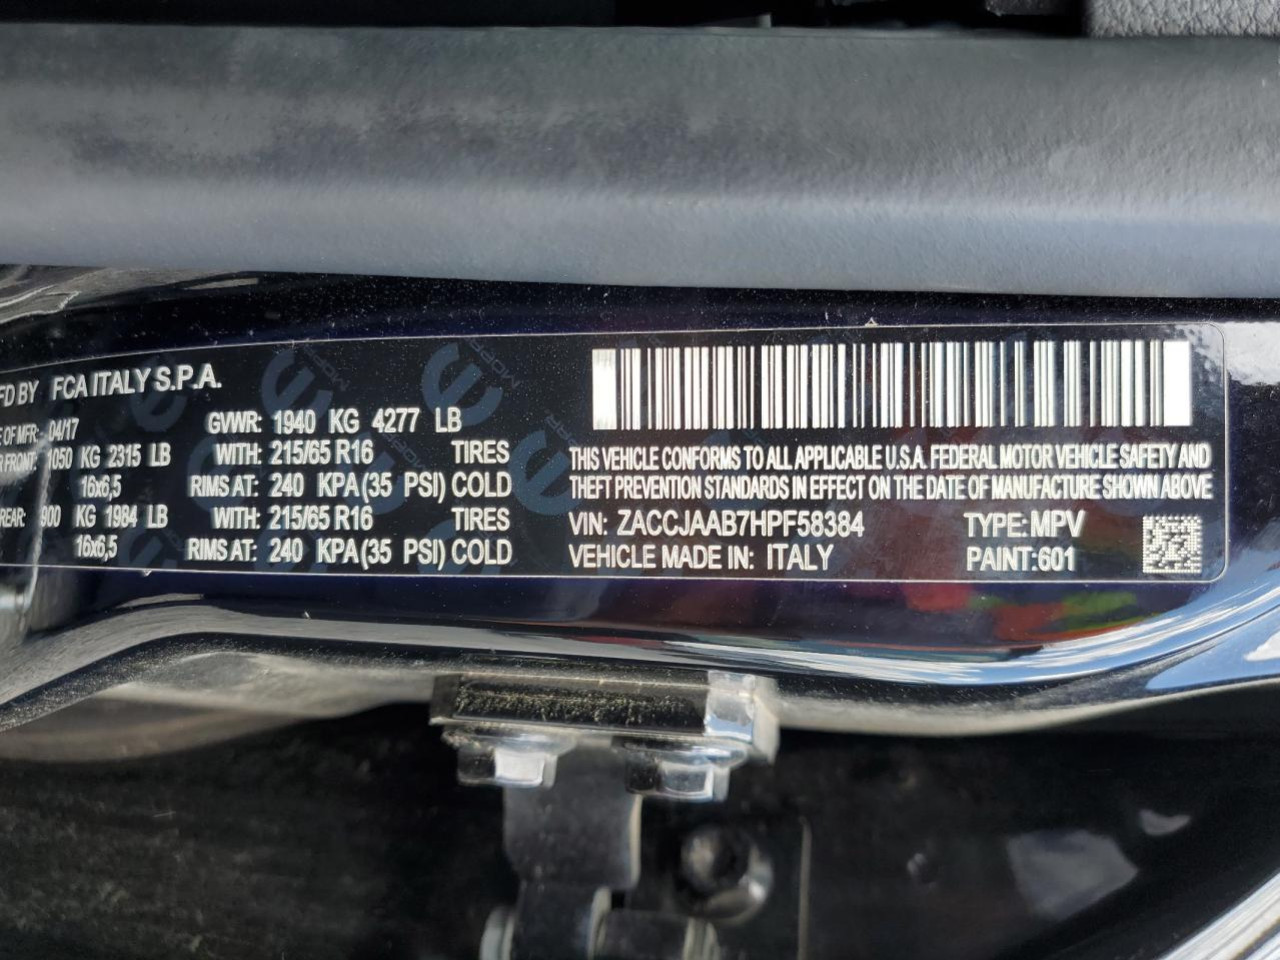 FD BY FCA ITALY S.P.A.
E OF MFR: 04/17 GVWR: 1940 KG 4277 LB
R FRONT: 1050 KG 2315 LB WITH: 215/65 R16 TIRES
16x6,5 RIMS AT: 240 KPA(35 PSI) COLD
REAR: 900 KG 1984 LB WITH: 215/65 R16 TIRES
16x6,5 RIMS AT: 240 KPA(35 PSI) COLD
THIS VEHICLE CONFORMS TO ALL APPLICABLE U.S.A. FEDERAL MOTOR VEHICLE SAFETY AND
THEFT PREVENTION STANDARDS IN EFFECT ON THE DATE OF MANUFACTURE SHOWN ABOVE
VIN: ZACCJAAB7HPF58384 TYPE: MPV
VEHICLE MADE IN: ITALY PAINT:601